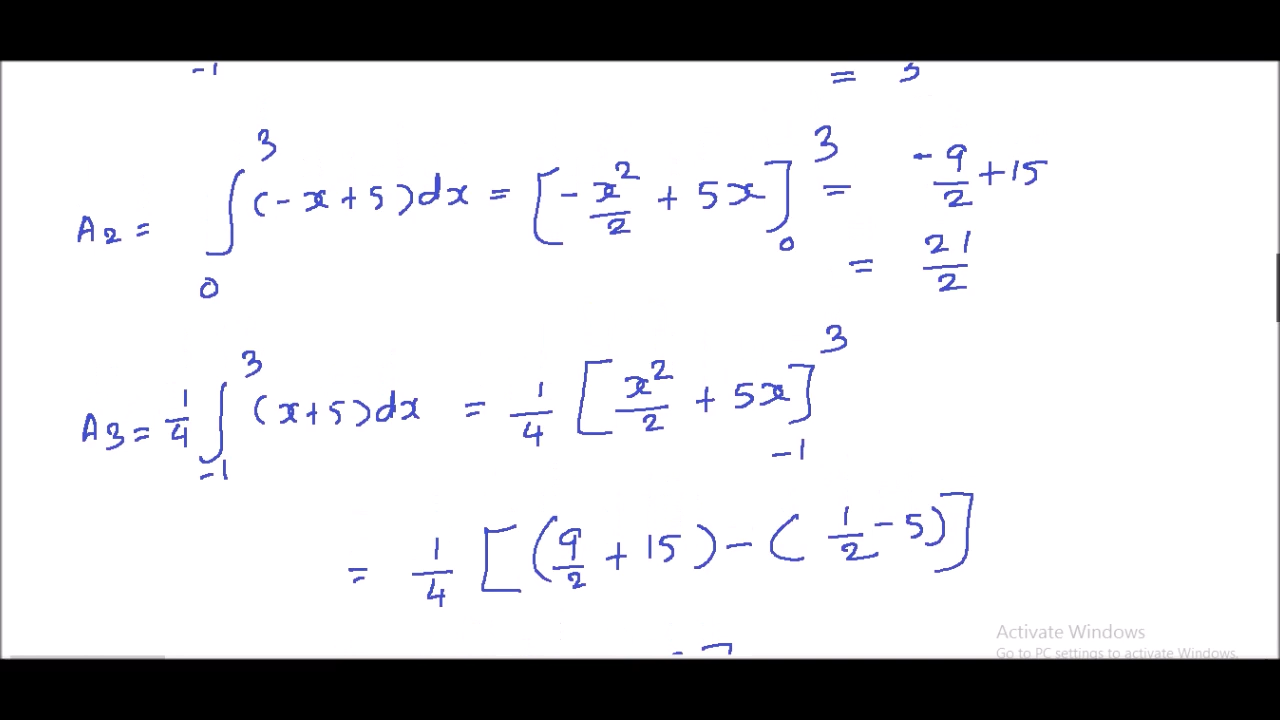 -1
= 3
A2 = ∫₀³ (-x+5)dx = [-x²/2 + 5x]₀³ = -9/2 + 15
= 21/2
A3 = 1/4 ∫₋₁³ (x+5)dx = 1/4 [x²/2 + 5x]₋₁³
= 1/4 [(9/2 + 15) - (1/2 - 5)]
Activate Windows
Go to PC settings to activate Windows.